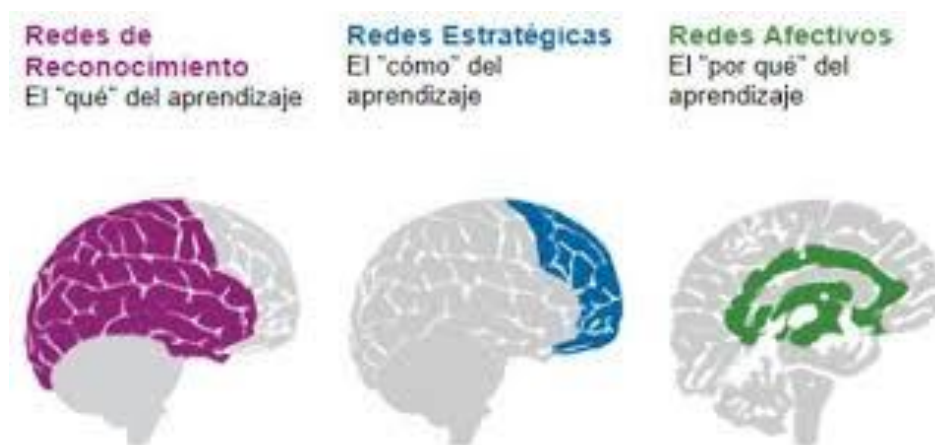 Redes de
Reconocimiento
El "qué" del aprendizaje
Redes Estratégicas
El "cómo" del
aprendizaje
Redes Afectivos
El "por qué" del
aprendizaje